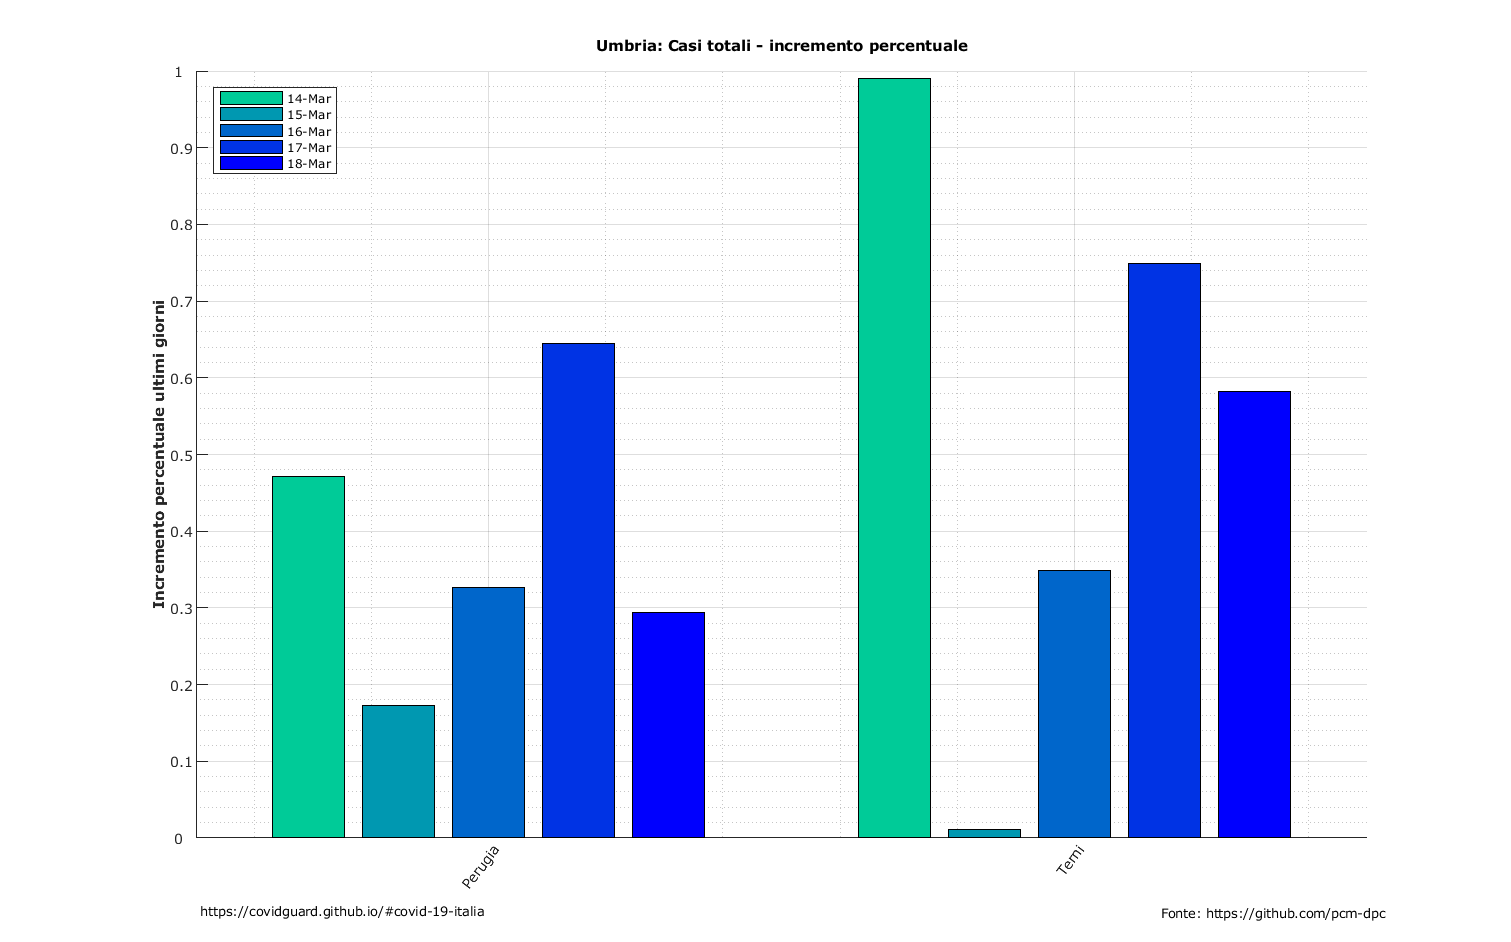 Umbria: Casi totali - incremento percentuale
14-Mar
15-Mar
16-Mar
17-Mar
18-Mar
Incremento percentuale ultimi giorni
1
0.9
0.8
0.7
0.6
0.5
0.4
0.3
0.2
0.1
0
Perugia
Terni
https://covidguard.github.io/#covid-19-italia
Fonte: https://github.com/pcm-dpc